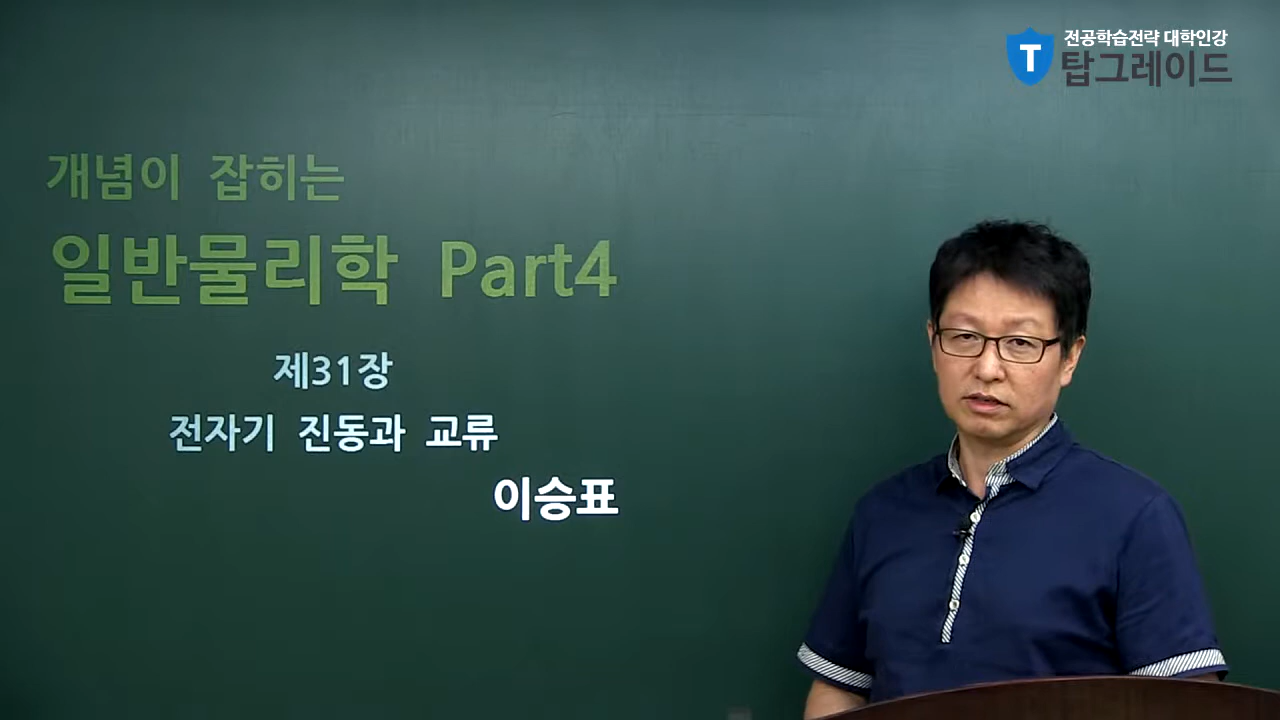 T
전공학습전략 대학인강
탑그레이드
개념이 잡히는
일반물리학 Part4
제31장
전자기 진동과 교류
이승표